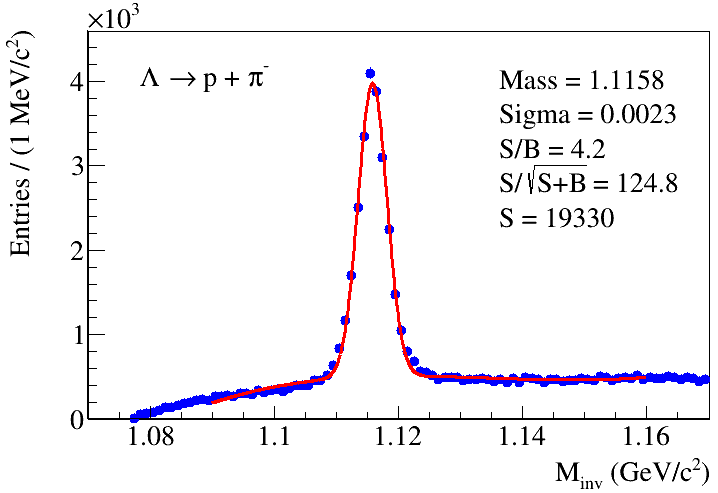 ×10³
Entries / (1 MeV/c²)
Λ → p + π⁻
Mass = 1.1158
Sigma = 0.0023
S/B = 4.2
S/√S+B = 124.8
S = 19330
4
3
2
1
0
1.08 1.1 1.12 1.14 1.16
M_inv (GeV/c²)